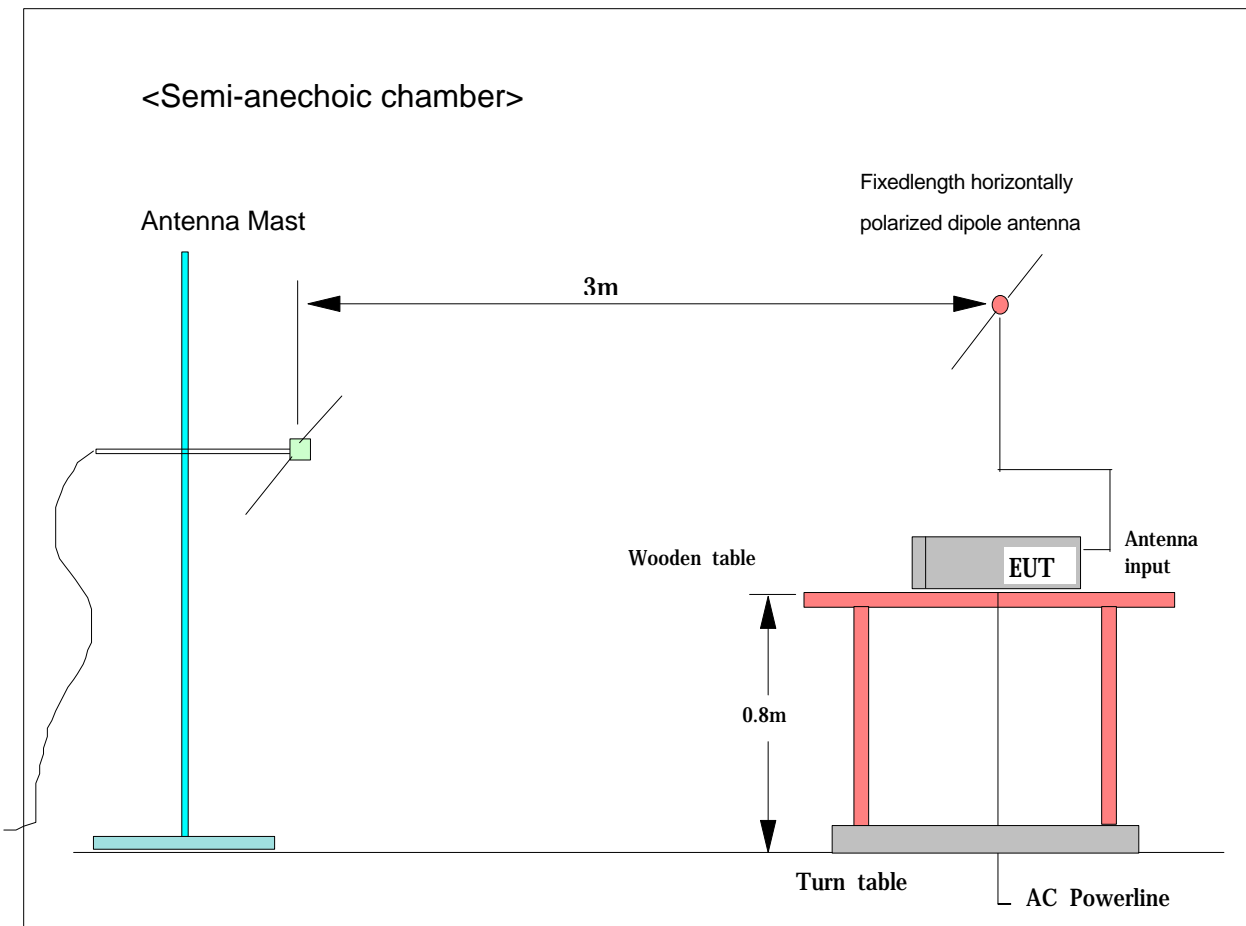 <Semi-anechoic chamber>
Fixedlength horizontally
polarized dipole antenna
Antenna Mast
3m
Wooden table
EUT
Antenna
input
0.8m
Turn table
AC Powerline